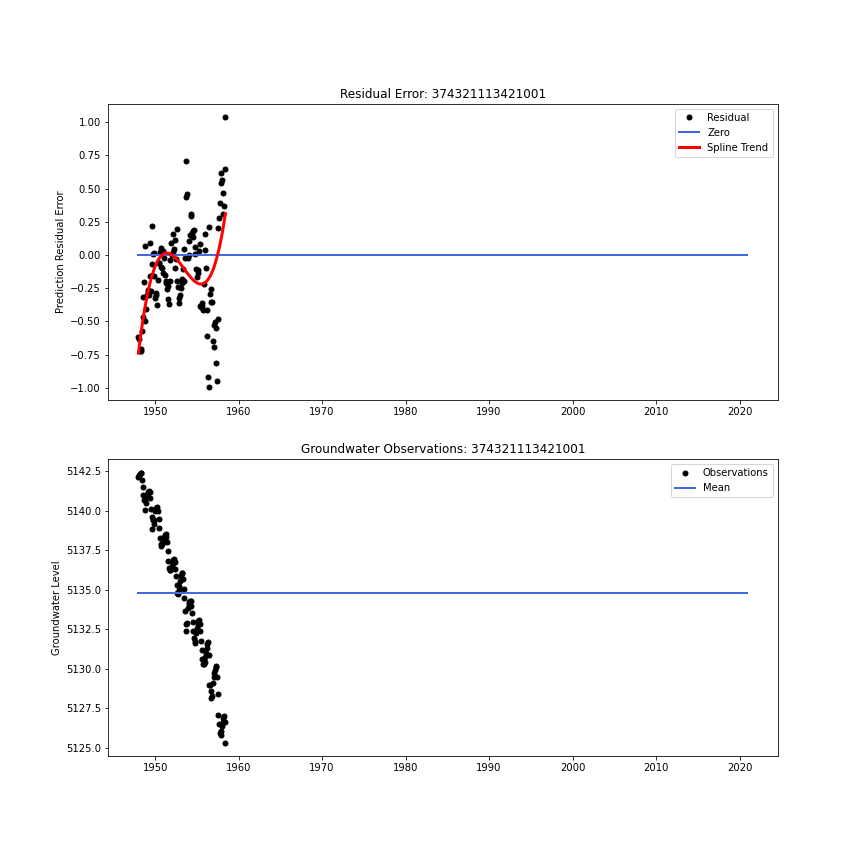 Residual Error: 374321113421001
Prediction Residual Error
1.00
0.75
0.50
0.25
0.00
−0.25
−0.50
−0.75
−1.00
Residual
Zero
Spline Trend
1950 1960 1970 1980 1990 2000 2010 2020
Groundwater Observations: 374321113421001
Groundwater Level
5142.5
5140.0
5137.5
5135.0
5132.5
5130.0
5127.5
5125.0
Observations
Mean
1950 1960 1970 1980 1990 2000 2010 2020